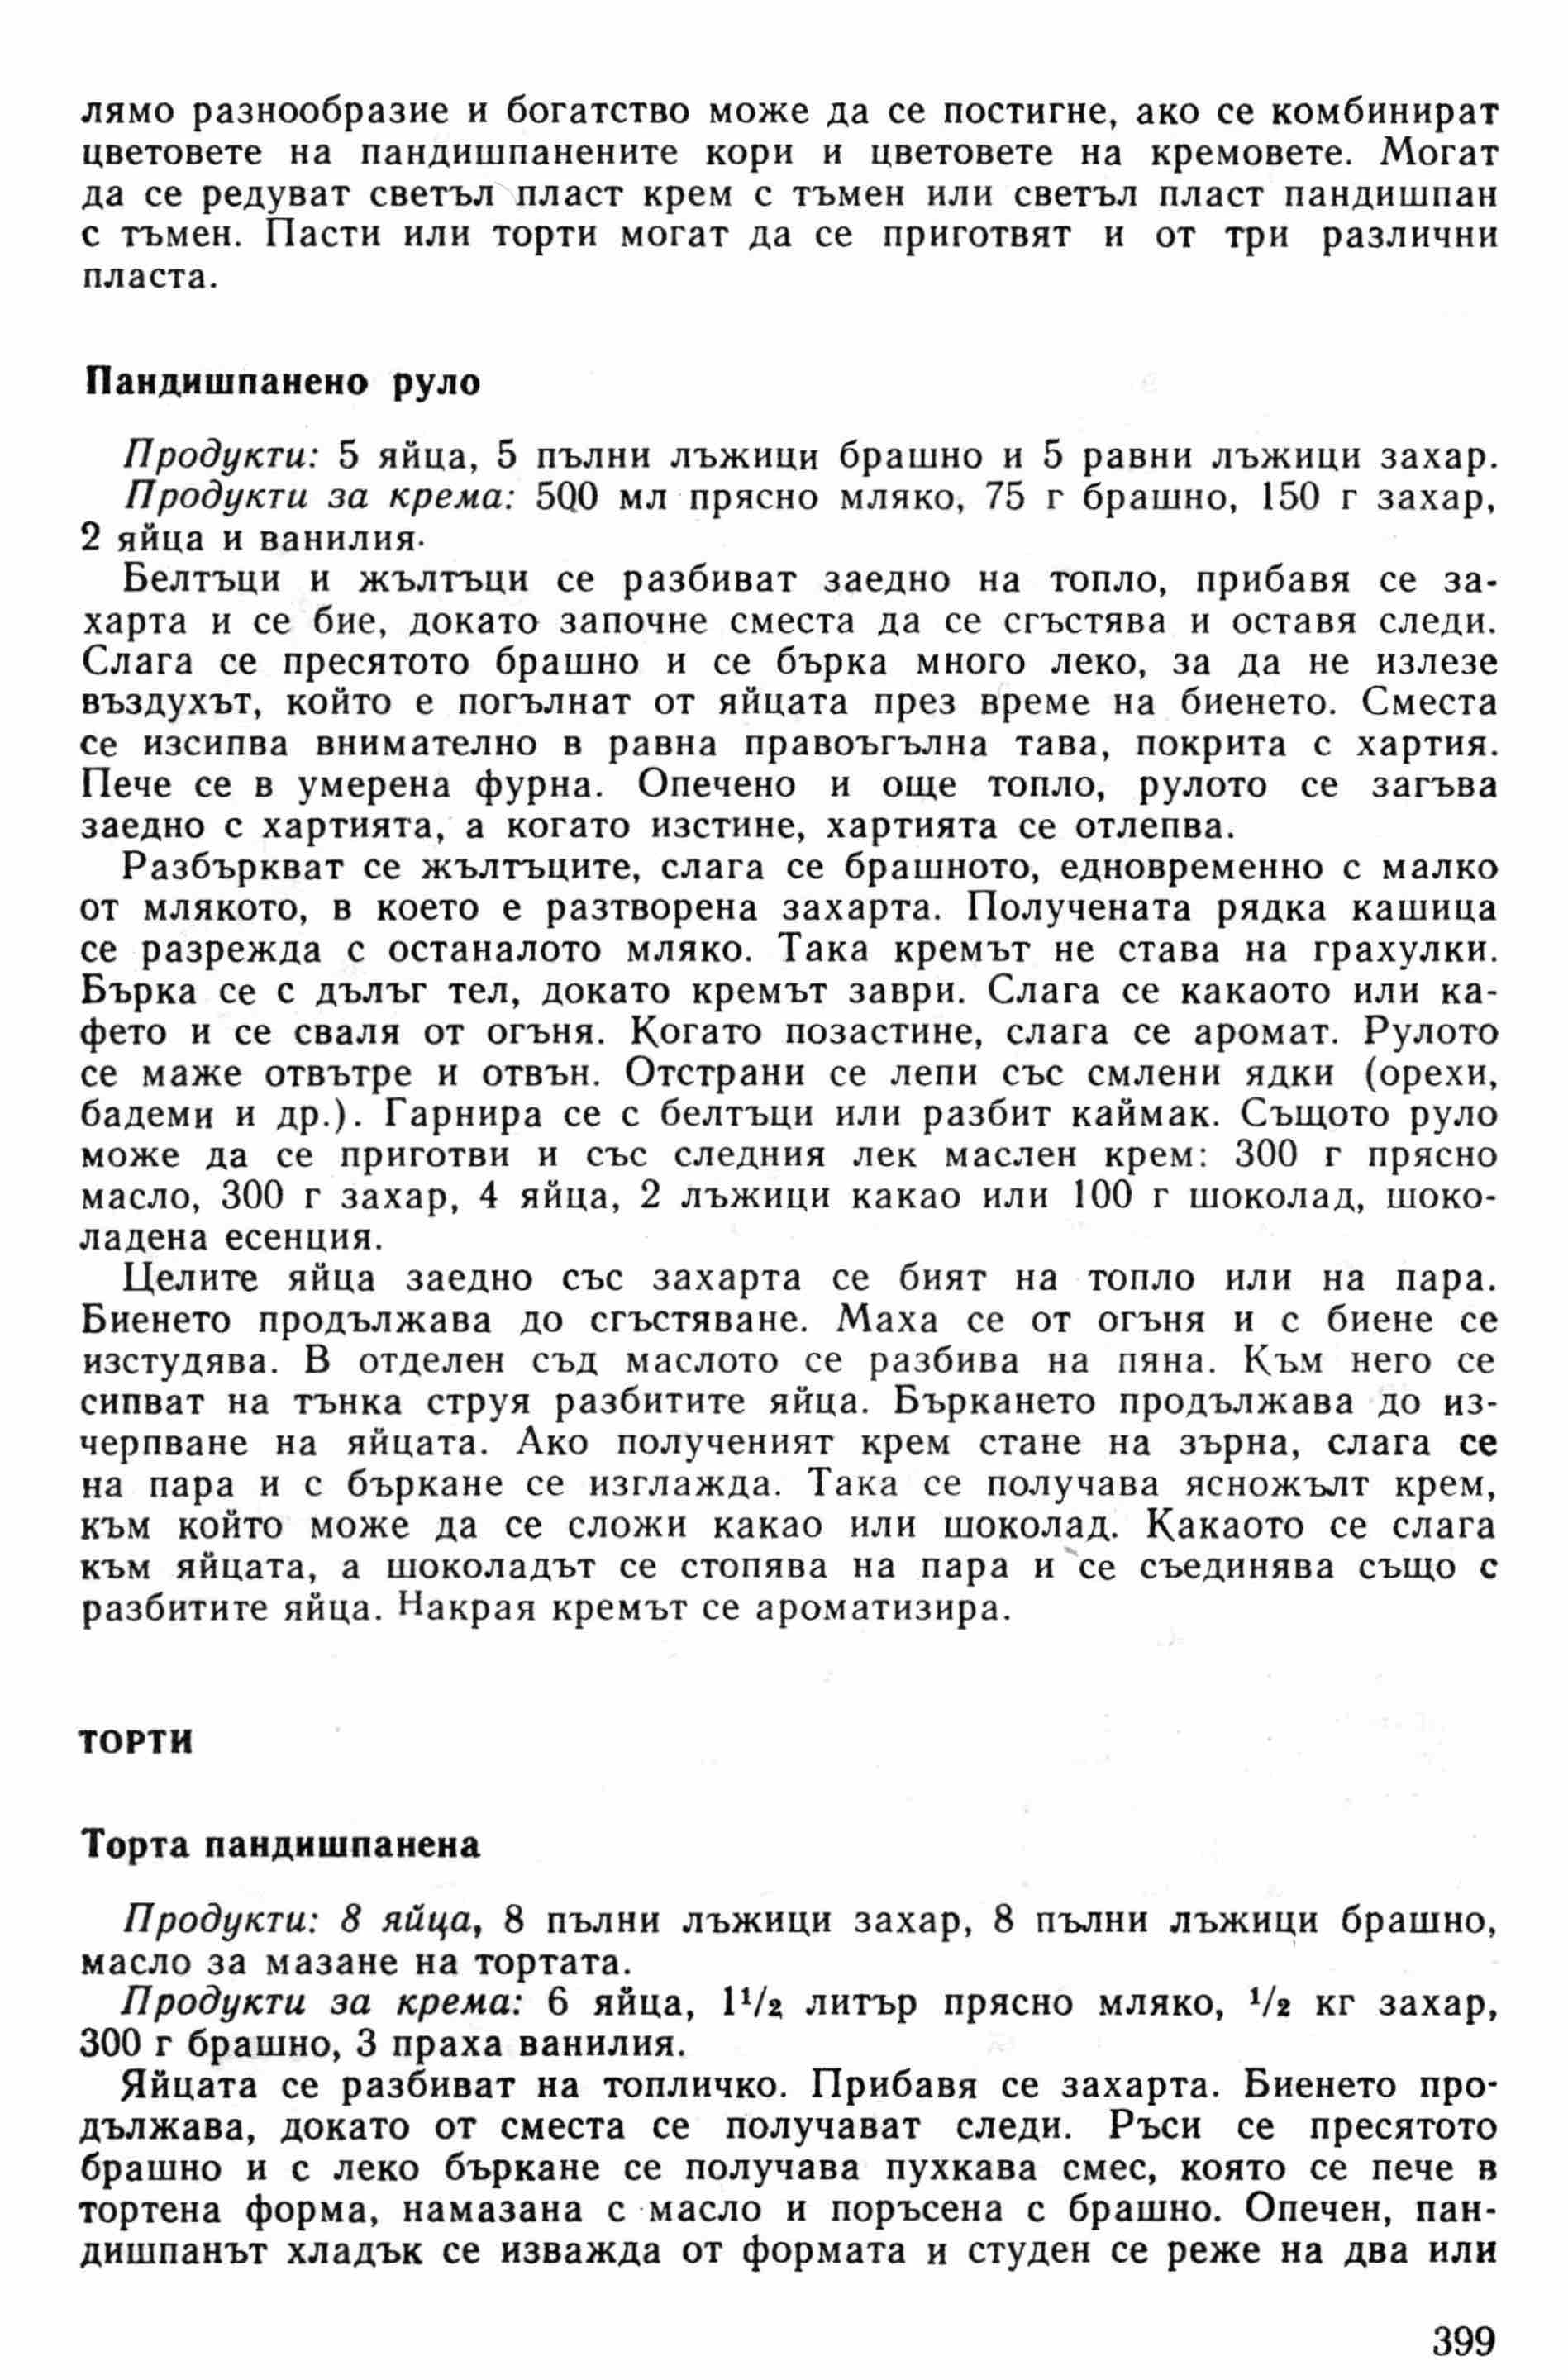 лямо разнообразие и богатство може да се постигне, ако се комбинират
цветовете на пандишпанените кори и цветовете на кремовете. Могат
да се редуват светъл пласт крем с тъмен или светъл пласт пандишпан
с тъмен. Пасти или торти могат да се приготвят и от три различни
пласта.
Пандишпанено руло
Продукти: 5 яйца, 5 пълни лъжици брашно и 5 равни лъжици захар.
Продукти за крема: 500 мл прясно мляко, 75 г брашно, 150 г захар,
2 яйца и ванилия.
Белтъци и жълтъци се разбиват заедно на топло, прибавя се за-
харта и се бие, докато започне сместа да се сгъстява и оставя следи.
Слага се пресятото брашно и се бърка много леко, за да не излезе
въздухът, който е погълнат от яйцата през време на биенето. Сместа
се изсипва внимателно в равна правоъгълна тава, покрита с хартия.
Пече се в умерена фурна. Опечено и още топло, рулото се загъва
заедно с хартията, а когато изстине, хартията се отлепва.
Разбъркват се жълтъците, слага се брашното, едновременно с малко
от млякото, в което е разтворена захарта. Получената рядка кашица
се разрежда с останалото мляко. Така кремът не става на грахулки.
Бърка се с дълъг тел, докато кремът заври. Слага се какаото или ка-
фето и се сваля от огъня. Когато позастине, слага се аромат. Рулото
се маже отвътре и отвън. Отстрани се лепи със смлени ядки (орехи,
бадеми и др.). Гарнира се с белтъци или разбит каймак. Същото руло
може да се приготви и със следния лек маслен крем: 300 г прясно
масло, 300 г захар, 4 яйца, 2 лъжици какао или 100 г шоколад, шоко-
ладена есенция.
Целите яйца заедно със захарта се бият на топло или на пара.
Биенето продължава до сгъстяване. Маха се от огъня и с биене се
изстудява. В отделен съд маслото се разбива на пяна. Към него се
сипват на тънка струя разбитите яйца. Бъркането продължава до из-
черпване на яйцата. Ако полученият крем стане на зърна, слага се
на пара и с бъркане се изглажда. Така се получава ясножълт крем,
към който може да се сложи какао или шоколад. Какаото се слага
към яйцата, а шоколадът се стопява на пара и се съединява също с
разбитите яйца. Накрая кремът се ароматизира.
ТОРТИ
Торта пандишпанена
Продукти: 8 яйца, 8 пълни лъжици захар, 8 пълни лъжици брашно,
масло за мазане на тортата.
Продукти за крема: 6 яйца, 1¹/₂ литър прясно мляко, ¹/₂ кг захар,
300 г брашно, 3 праха ванилия.
Яйцата се разбиват на топличко. Прибавя се захарта. Биенето про-
дължава, докато от сместа се получават следи. Ръси се пресятото
брашно и с леко бъркане се получава пухкава смес, която се пече в
тортена форма, намазана с масло и поръсена с брашно. Опечен, пан-
дишпанът хладък се изважда от формата и студен се реже на два или
399